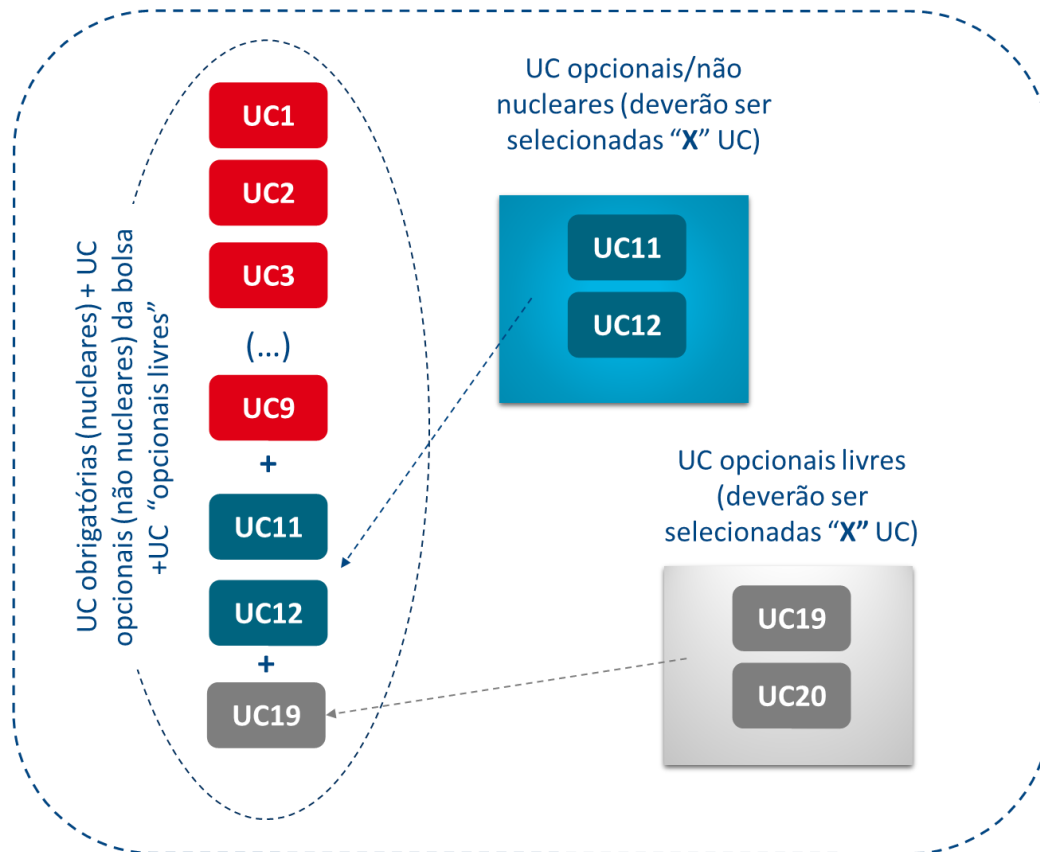 UC obrigatórias (nucleares) + UC
opcionais (não nucleares) da bolsa
+UC “opcionais livres”
UC1
UC2
UC3
(...)
UC9
+
UC11
UC12
+
UC19
UC opcionais/não
nucleares (deverão ser
selecionadas “X” UC)
UC11
UC12
UC opcionais livres
(deverão ser
selecionadas “X” UC)
UC19
UC20